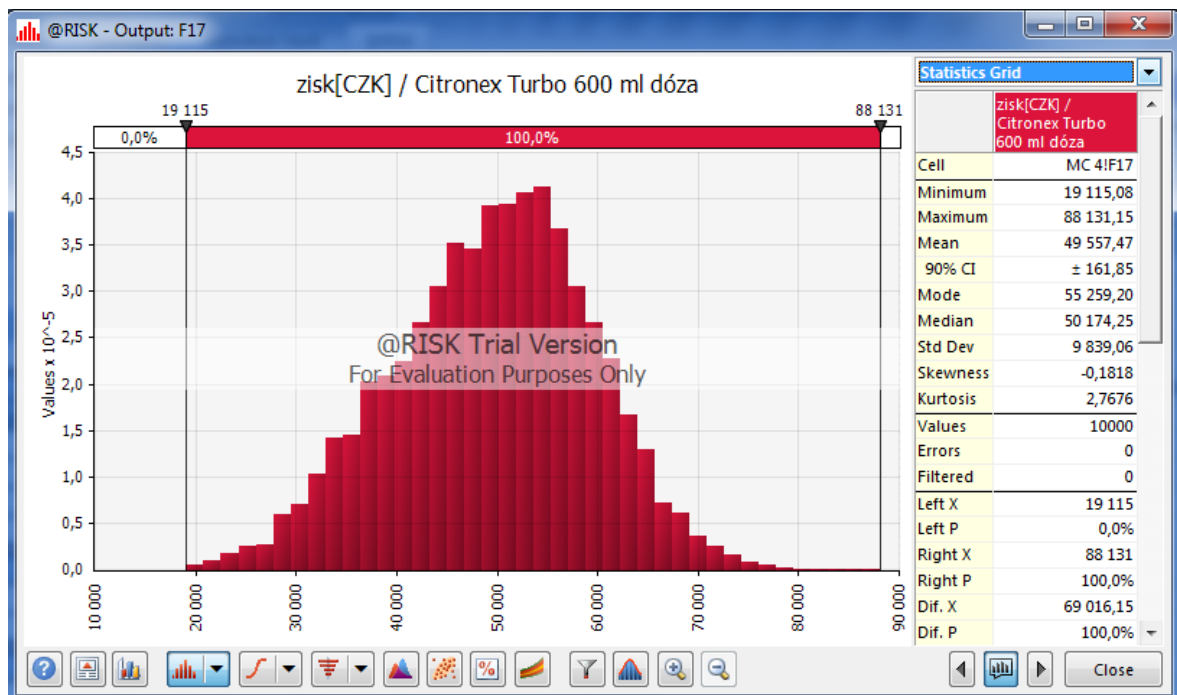 @RISK - Output: F17
zisk[CZK] / Citronex Turbo 600 ml dóza
19 115
88 131
0,0%
100,0%
4,5
4,0
3,5
3,0
2,5
2,0
1,5
1,0
0,5
0,0
Values x 10^-5
@RISK Trial Version
For Evaluation Purposes Only
10 000
20 000
30 000
40 000
50 000
60 000
70 000
80 000
90 000
Statistics Grid
zisk[CZK] /
Citronex Turbo
600 ml dóza
Cell MC 4!F17
Minimum 19 115,08
Maximum 88 131,15
Mean 49 557,47
90% CI ± 161,85
Mode 55 259,20
Median 50 174,25
Std Dev 9 839,06
Skewness -0,1818
Kurtosis 2,7676
Values 10000
Errors 0
Filtered 0
Left X 19 115
Left P 0,0%
Right X 88 131
Right P 100,0%
Dif. X 69 016,15
Dif. P 100,0%
Close